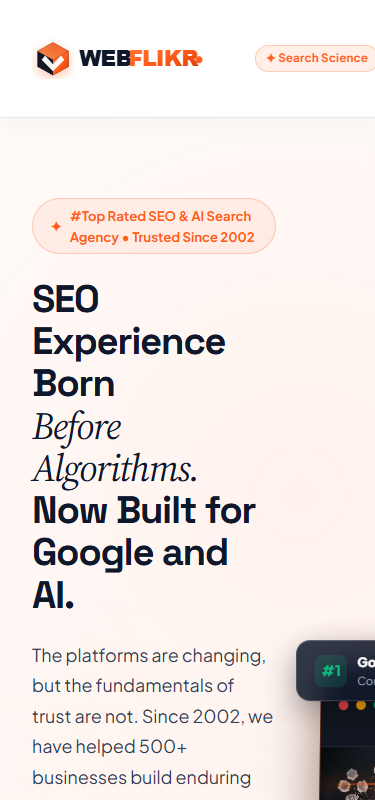 WEBFLIKR
✦ Search Science
✦ #Top Rated SEO & AI Search
Agency ● Trusted Since 2002
SEO
Experience
Born
Before
Algorithms.
Now Built for
Google and
AI.
The platforms are changing,
but the fundamentals of
trust are not. Since 2002, we
have helped 500+
businesses build enduring
#1